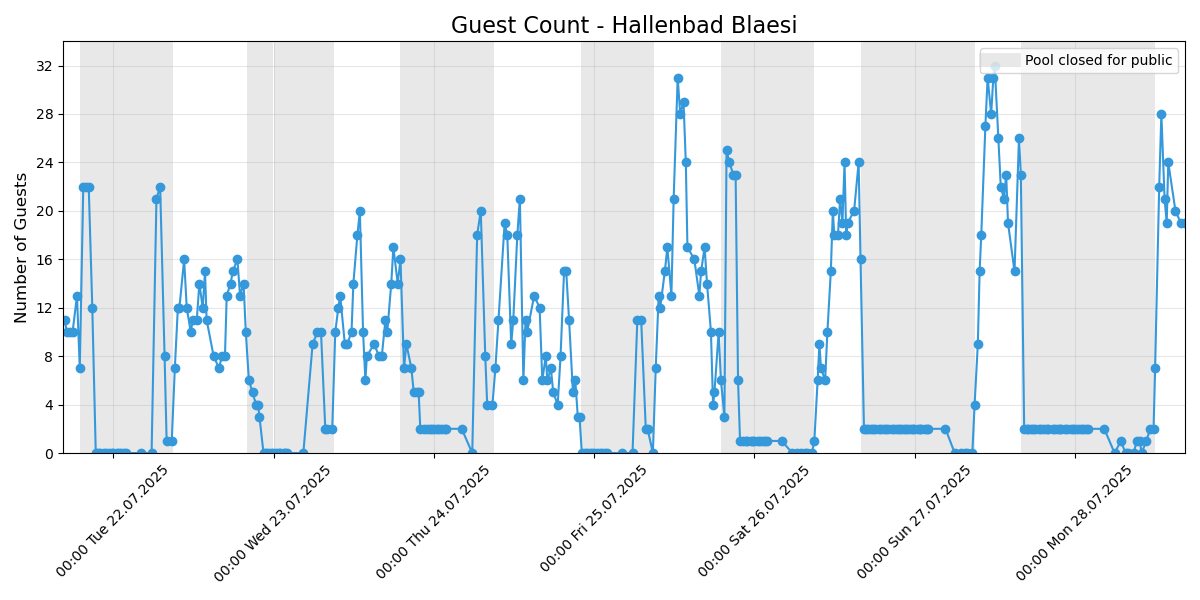 Guest Count - Hallenbad Blaesi
Pool closed for public
Number of Guests
32
28
24
20
16
12
8
4
0
00:00 Tue 22.07.2025
00:00 Wed 23.07.2025
00:00 Thu 24.07.2025
00:00 Fri 25.07.2025
00:00 Sat 26.07.2025
00:00 Sun 27.07.2025
00:00 Mon 28.07.2025